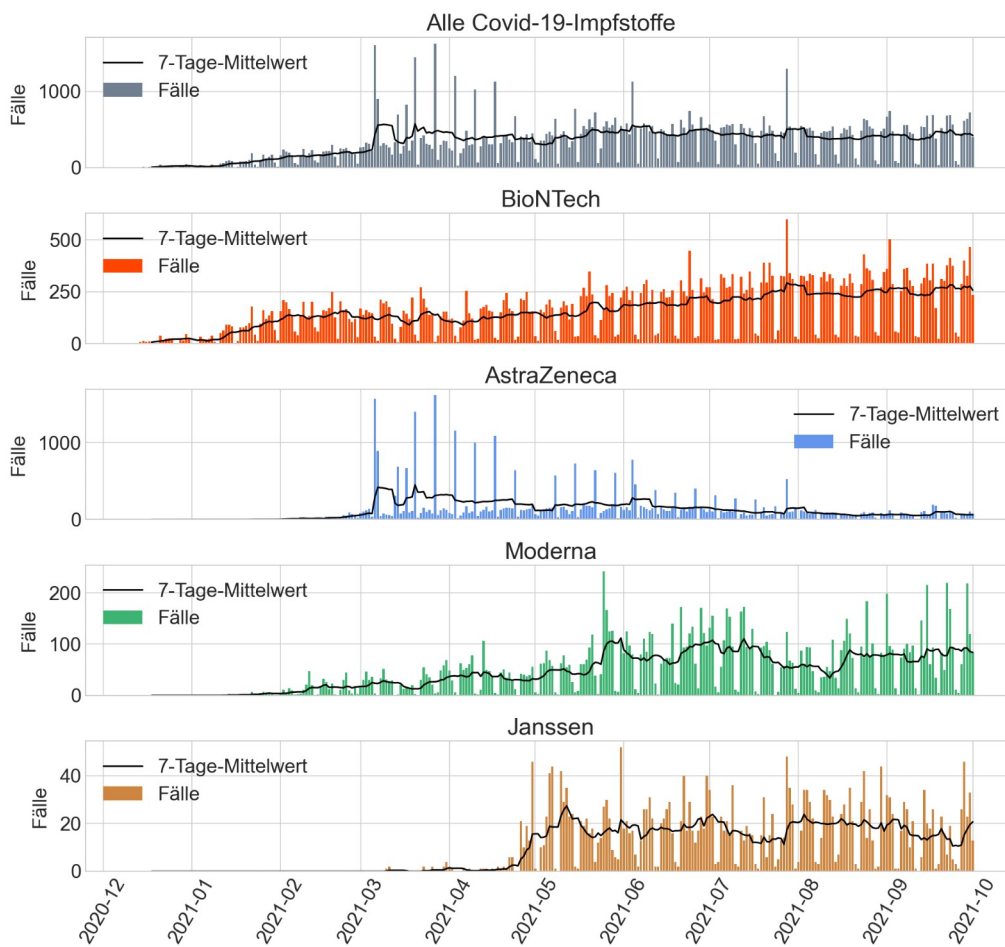 Alle Covid-19-Impfstoffe
7-Tage-Mittelwert
Fälle
Fälle
1000
0
BioNTech
7-Tage-Mittelwert
Fälle
Fälle
500
250
0
AstraZeneca
7-Tage-Mittelwert
Fälle
Fälle
1000
0
Moderna
7-Tage-Mittelwert
Fälle
Fälle
200
100
0
Janssen
7-Tage-Mittelwert
Fälle
Fälle
40
20
0
2020-12
2021-01
2021-02
2021-03
2021-04
2021-05
2021-06
2021-07
2021-08
2021-09
2021-10